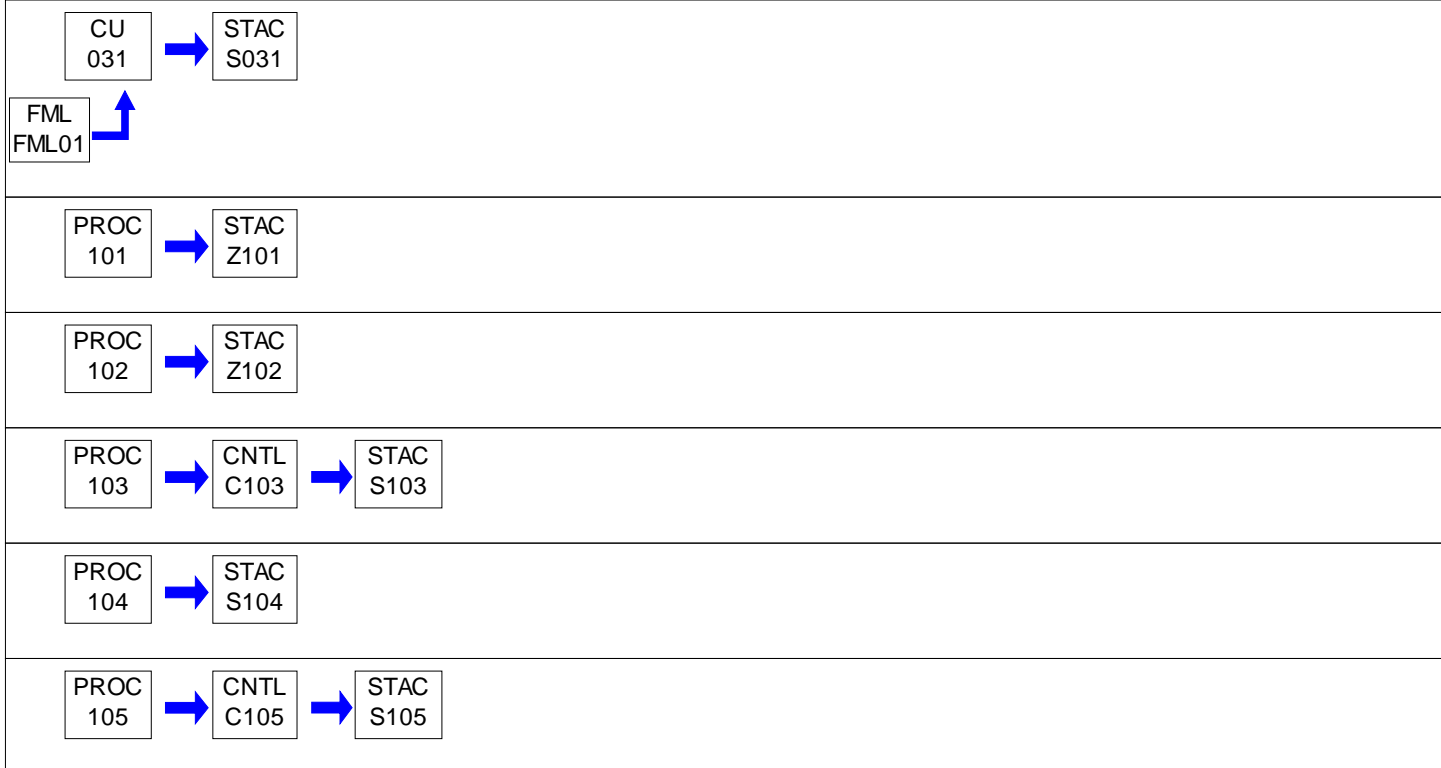 CU
031
STAC
S031
FML
FML01
PROC
101
STAC
Z101
PROC
102
STAC
Z102
PROC
103
CNTL
C103
STAC
S103
PROC
104
STAC
S104
PROC
105
CNTL
C105
STAC
S105